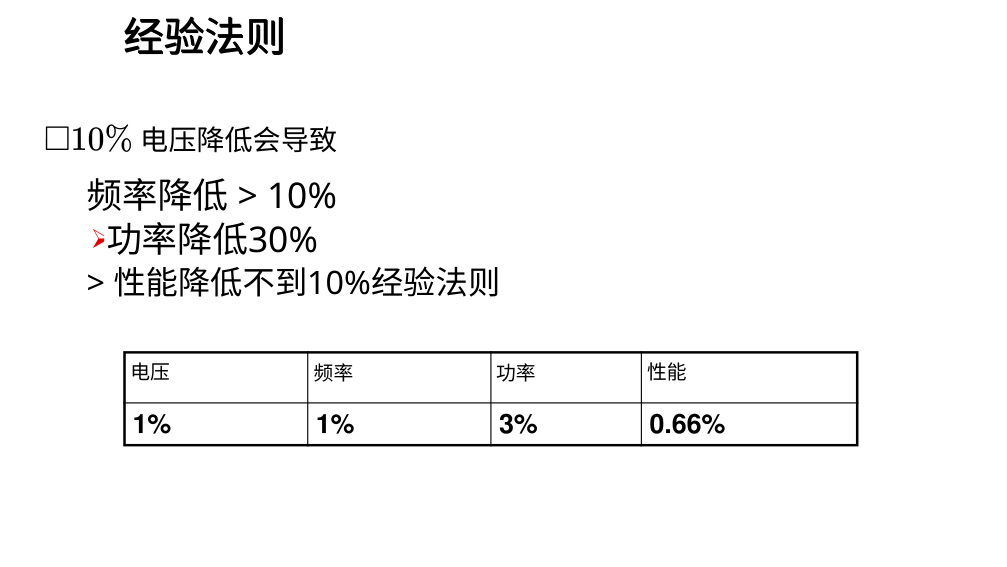 经验法则
□10% 电压降低会导致
频率降低 > 10%
➢功率降低30%
> 性能降低不到10%经验法则
电压 频率 功率 性能
1% 1% 3% 0.66%